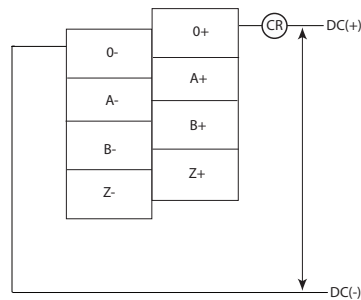 0+
CR
DC(+)
0-
A+
A-
B+
B-
Z+
Z-
DC(-)